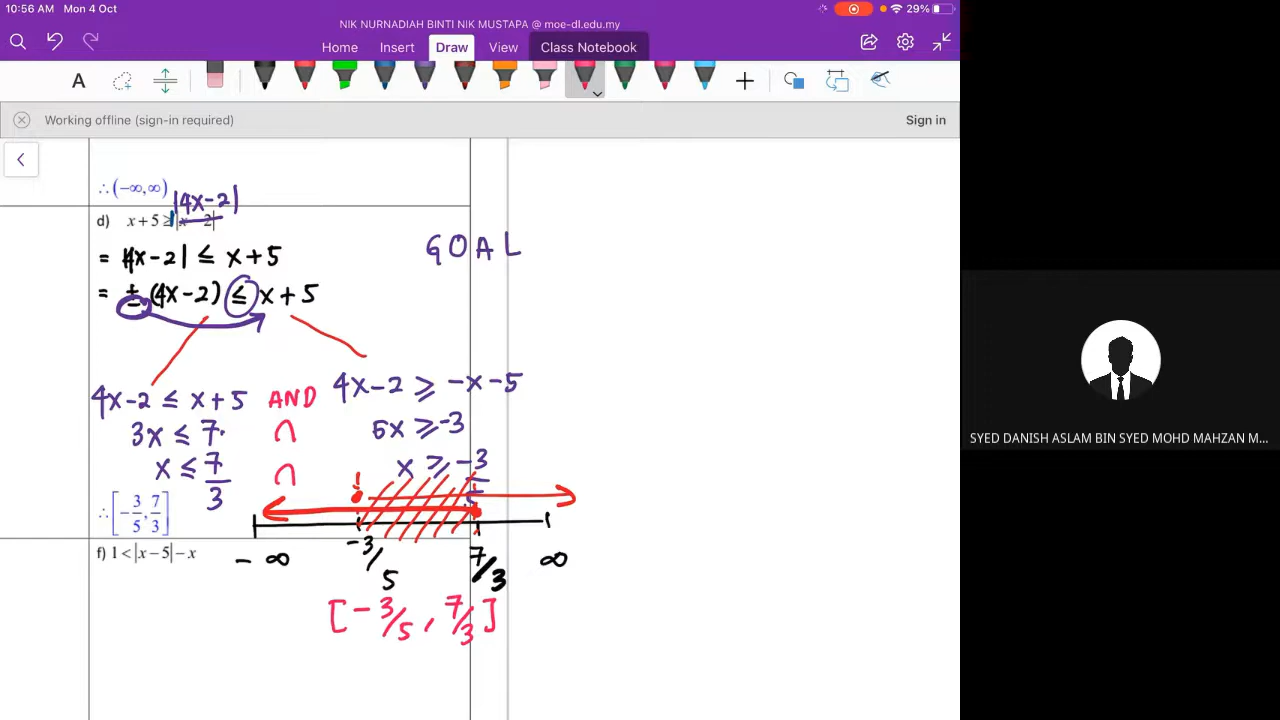 10:56 AM Mon 4 Oct
29%
NIK NURNADIAH BINTI NIK MUSTAPA @ moe-dl.edu.my
Home Insert Draw View Class Notebook
A
Working offline (sign-in required) Sign in
∴ (-∞,∞)
|4x-2|
d) x + 5 ≥ |x - 2|
= |4x-2| ≤ x+5
= ± (4x-2) ≤ x+5
GOAL
4x-2 ≤ x+5 AND 4x-2 ≥ -x-5
3x ≤ 7 ∩ 5x ≥ -3
x ≤ 7/3 ∩ x ≥ -3/5
∴ [-3/5, 7/3]
-∞ -3/5 7/3 ∞
f) 1 < |x - 5| - x
[-3/5, 7/3]
SYED DANISH ASLAM BIN SYED MOHD MAHZAN M...